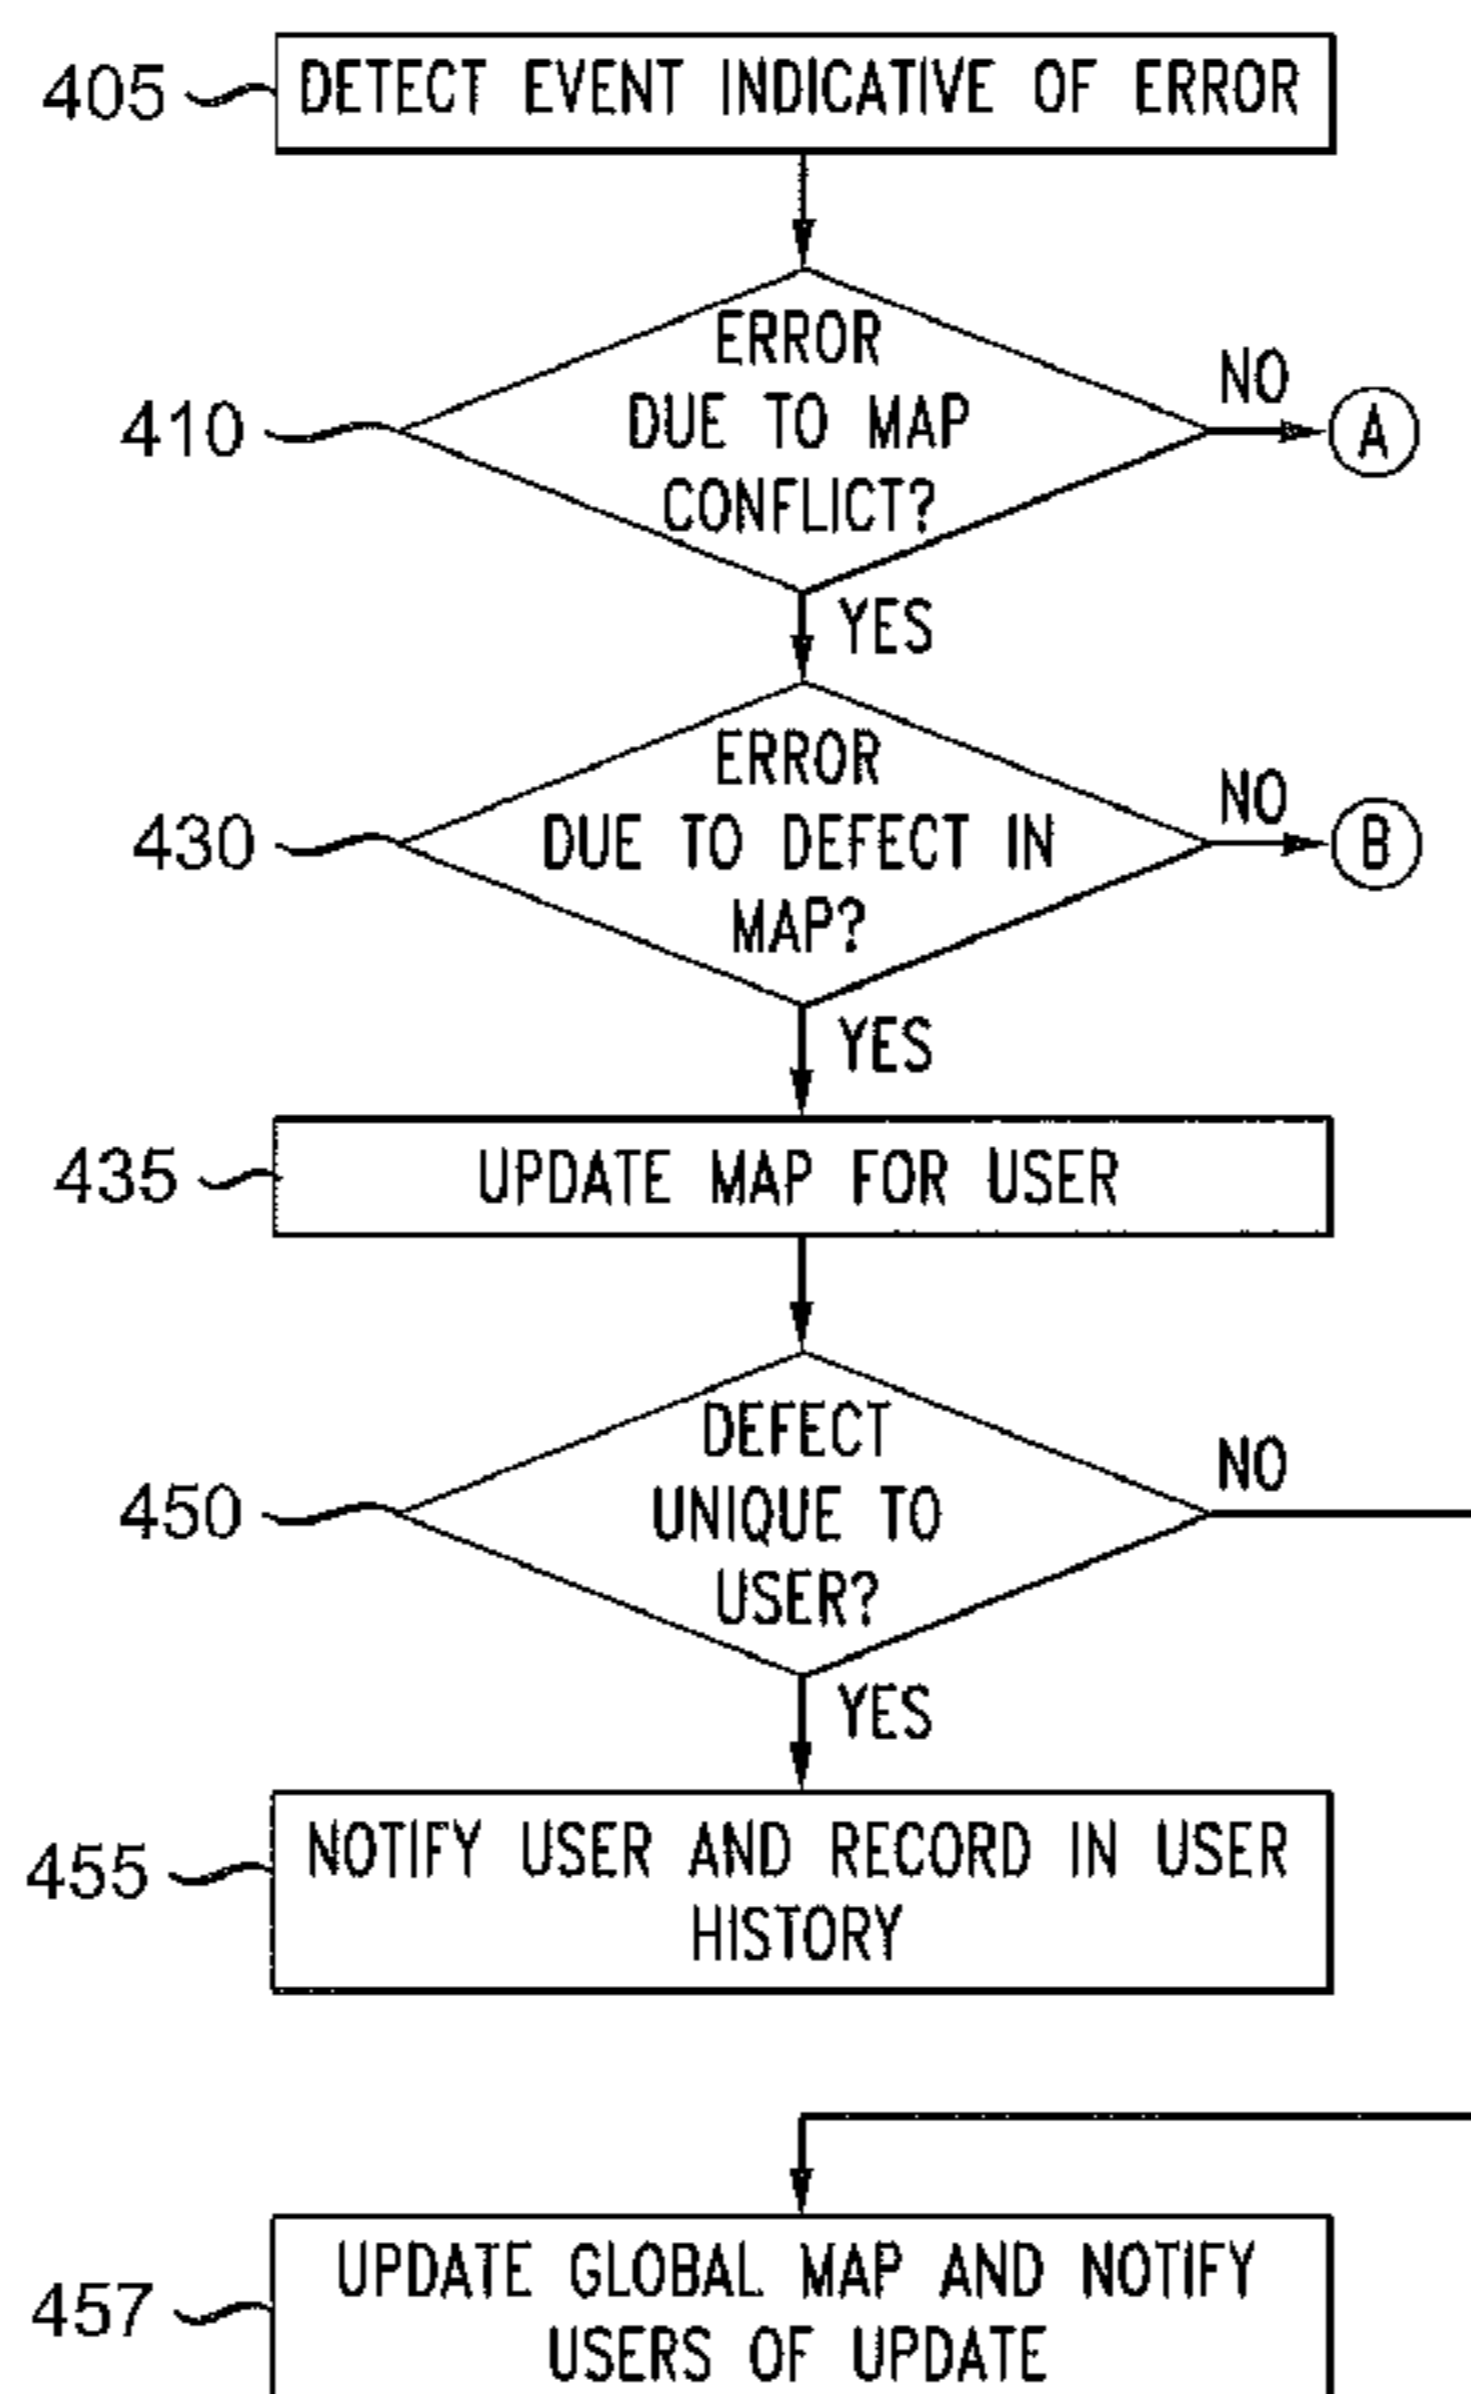 405
DETECT EVENT INDICATIVE OF ERROR
410
ERROR
DUE TO MAP
CONFLICT?
NO
A
YES
430
ERROR
DUE TO DEFECT IN
MAP?
NO
B
YES
435
UPDATE MAP FOR USER
450
DEFECT
UNIQUE TO
USER?
NO
YES
455
NOTIFY USER AND RECORD IN USER
HISTORY
457
UPDATE GLOBAL MAP AND NOTIFY
USERS OF UPDATE